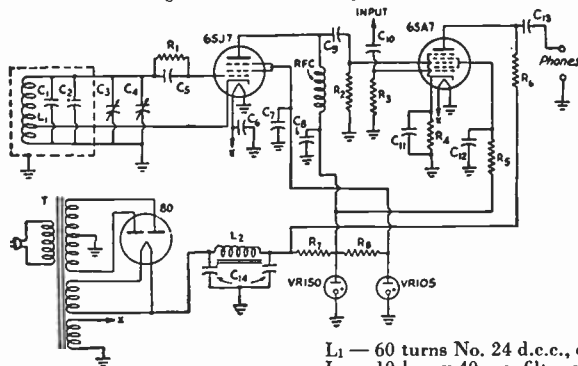 INPUT
6SJ7
C9
C10
6SA7
C13
R1
C5
RFC
Phones
C1
C2
C3
C4
L1
R2
R3
R6
C7
C6
C8
x
C11
R4
x
C12
R5
T
80
L2
R7
R8
C14
VR150
VR105
x
L1 — 60 turns No. 24 d.c.c.,